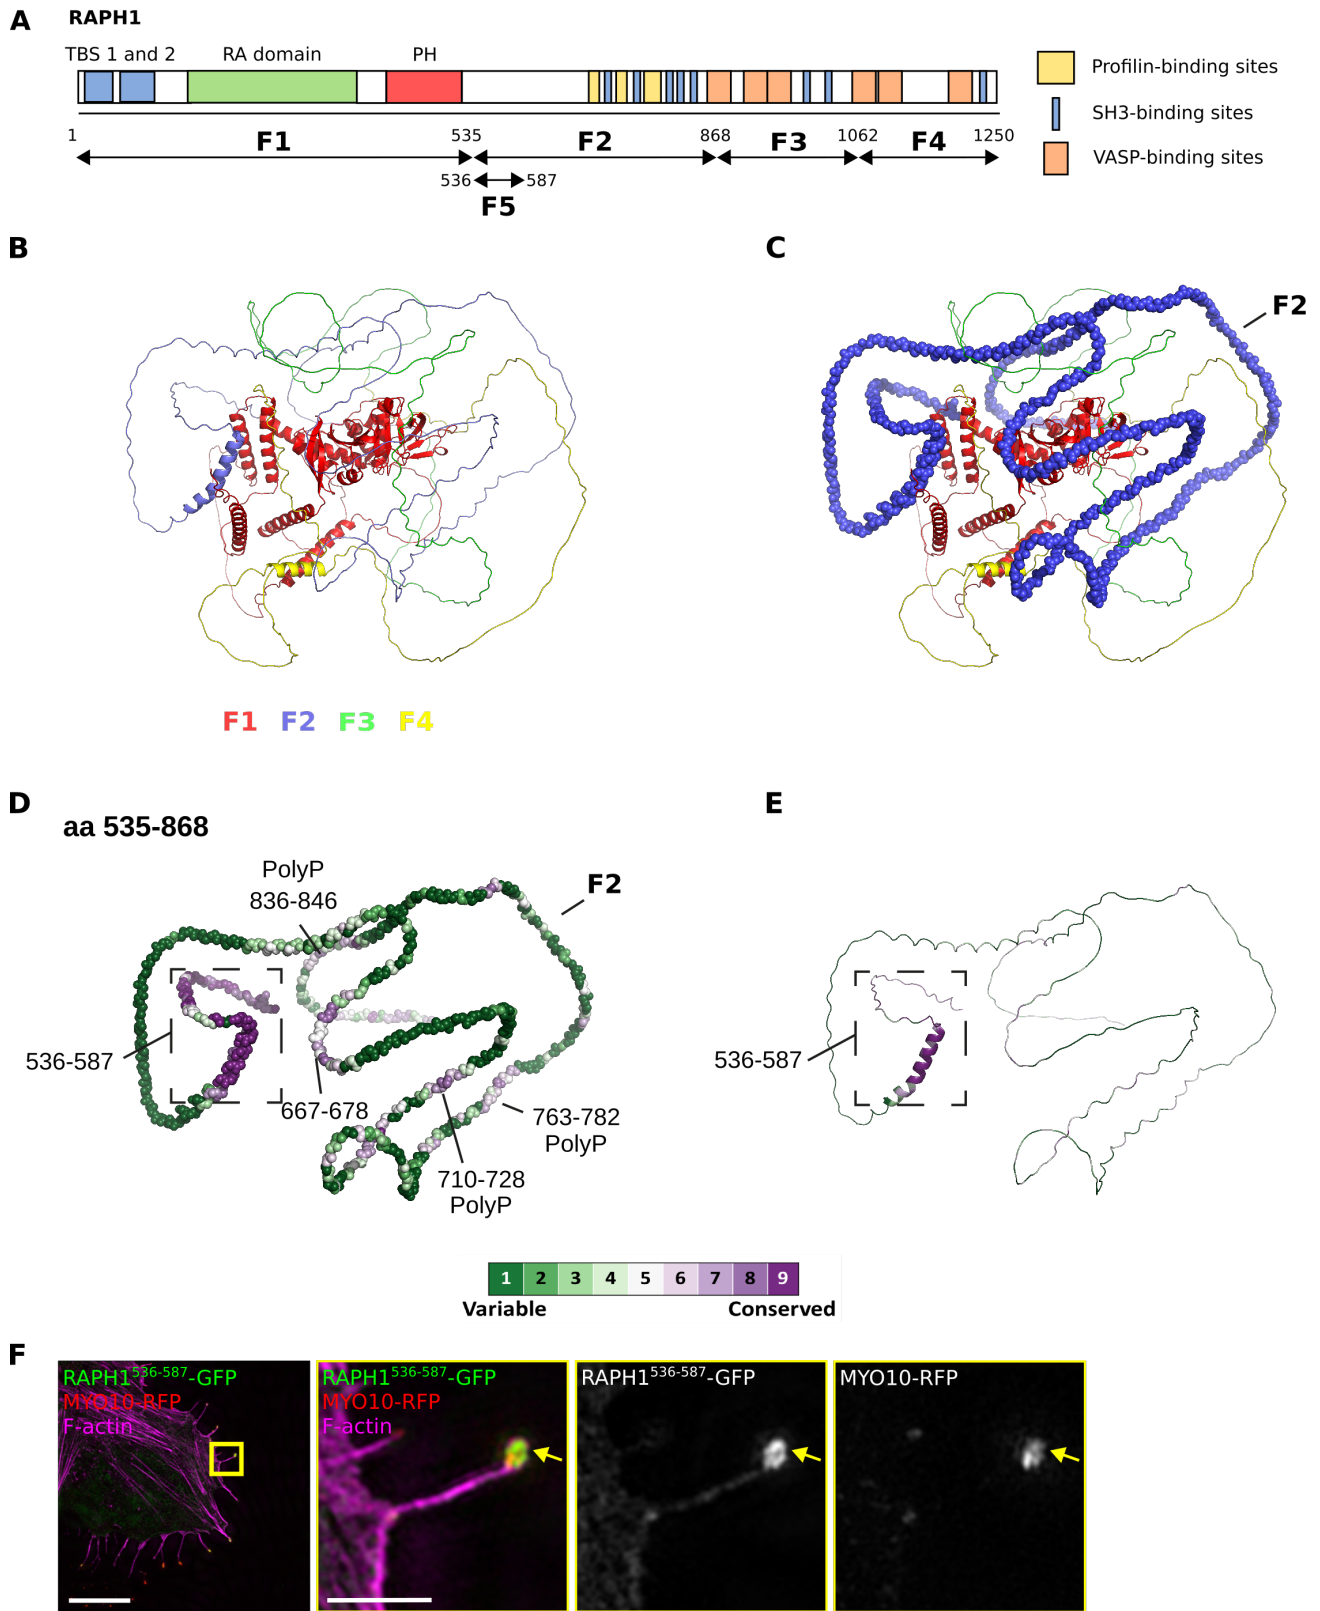 A
RAPH1
TBS 1 and 2 RA domain PH
Profilin-binding sites
SH3-binding sites
VASP-binding sites
1 F1 535 F2 868 F3 1062 F4 1250
536 587
F5
B
C
F2
F1 F2 F3 F4
D
E
aa 535-868
PolyP
836-846
F2
536-587
667-678
763-782
PolyP
710-728
PolyP
536-587
1 2 3 4 5 6 7 8 9
Variable Conserved
F
RAPH1536-587-GFP
MYO10-RFP
F-actin
RAPH1536-587-GFP
MYO10-RFP
F-actin
RAPH1536-587-GFP
MYO10-RFP